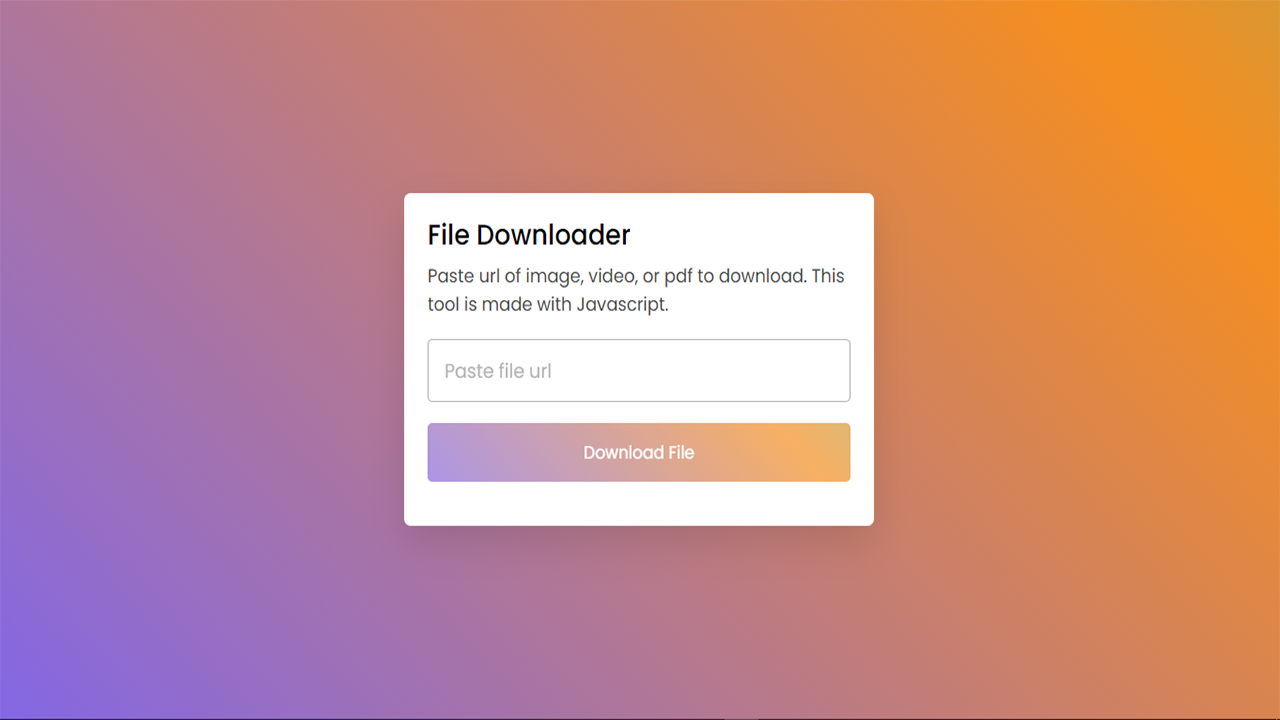 File Downloader
Paste url of image, video, or pdf to download. This
tool is made with Javascript.
Paste file url
Download File